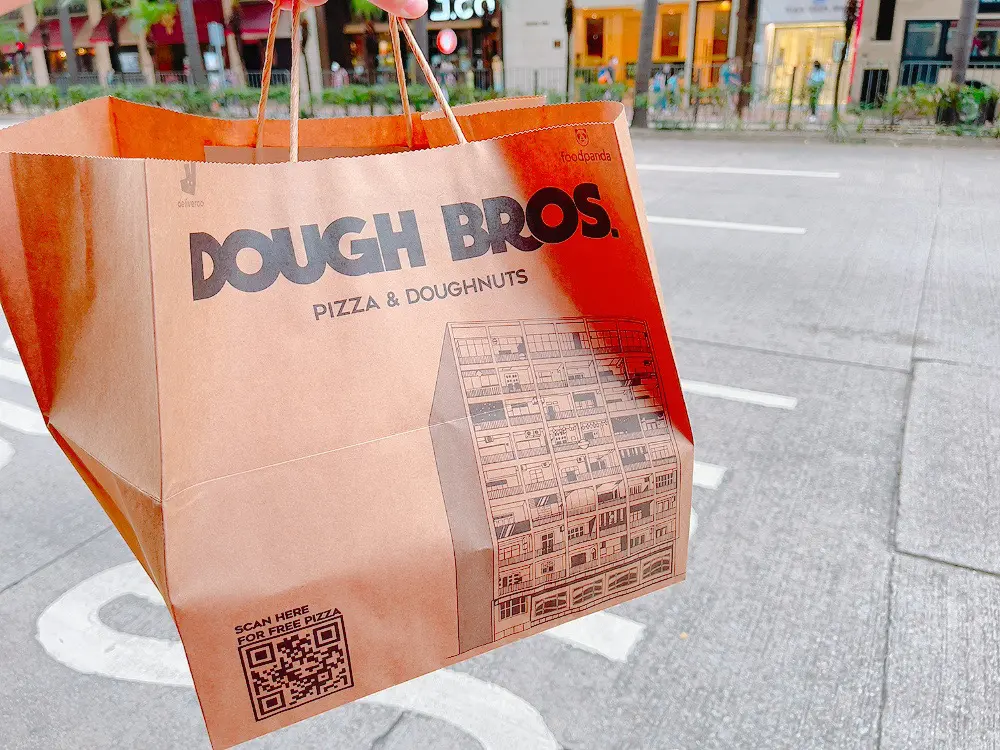 foodpanda
deliveroo
DOUGH BROS.
PIZZA & DOUGHNUTS
SCAN HERE
FOR FREE PIZZA